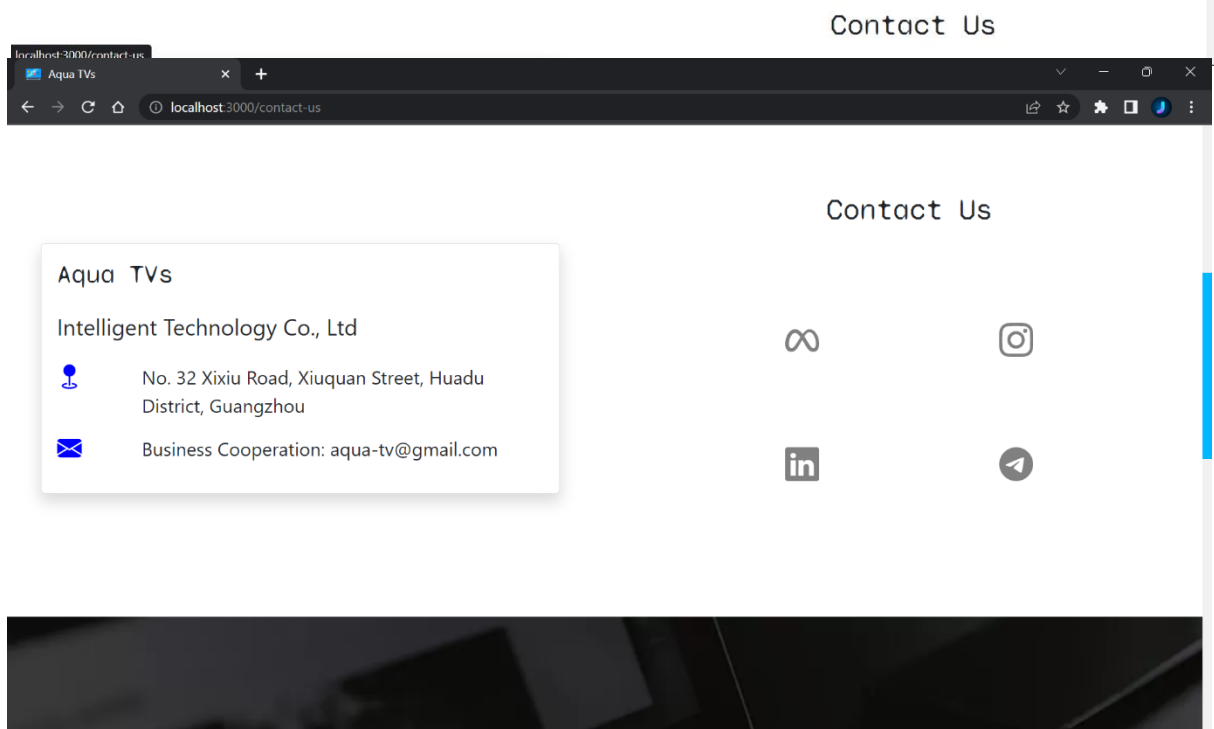 Contact Us
localhost:3000/contact-us
Aqua TVs
localhost:3000/contact-us
Contact Us
Aqua TVs
Intelligent Technology Co., Ltd
No. 32 Xixiu Road, Xiuquan Street, Huadu
District, Guangzhou
Business Cooperation: aqua-tv@gmail.com
in